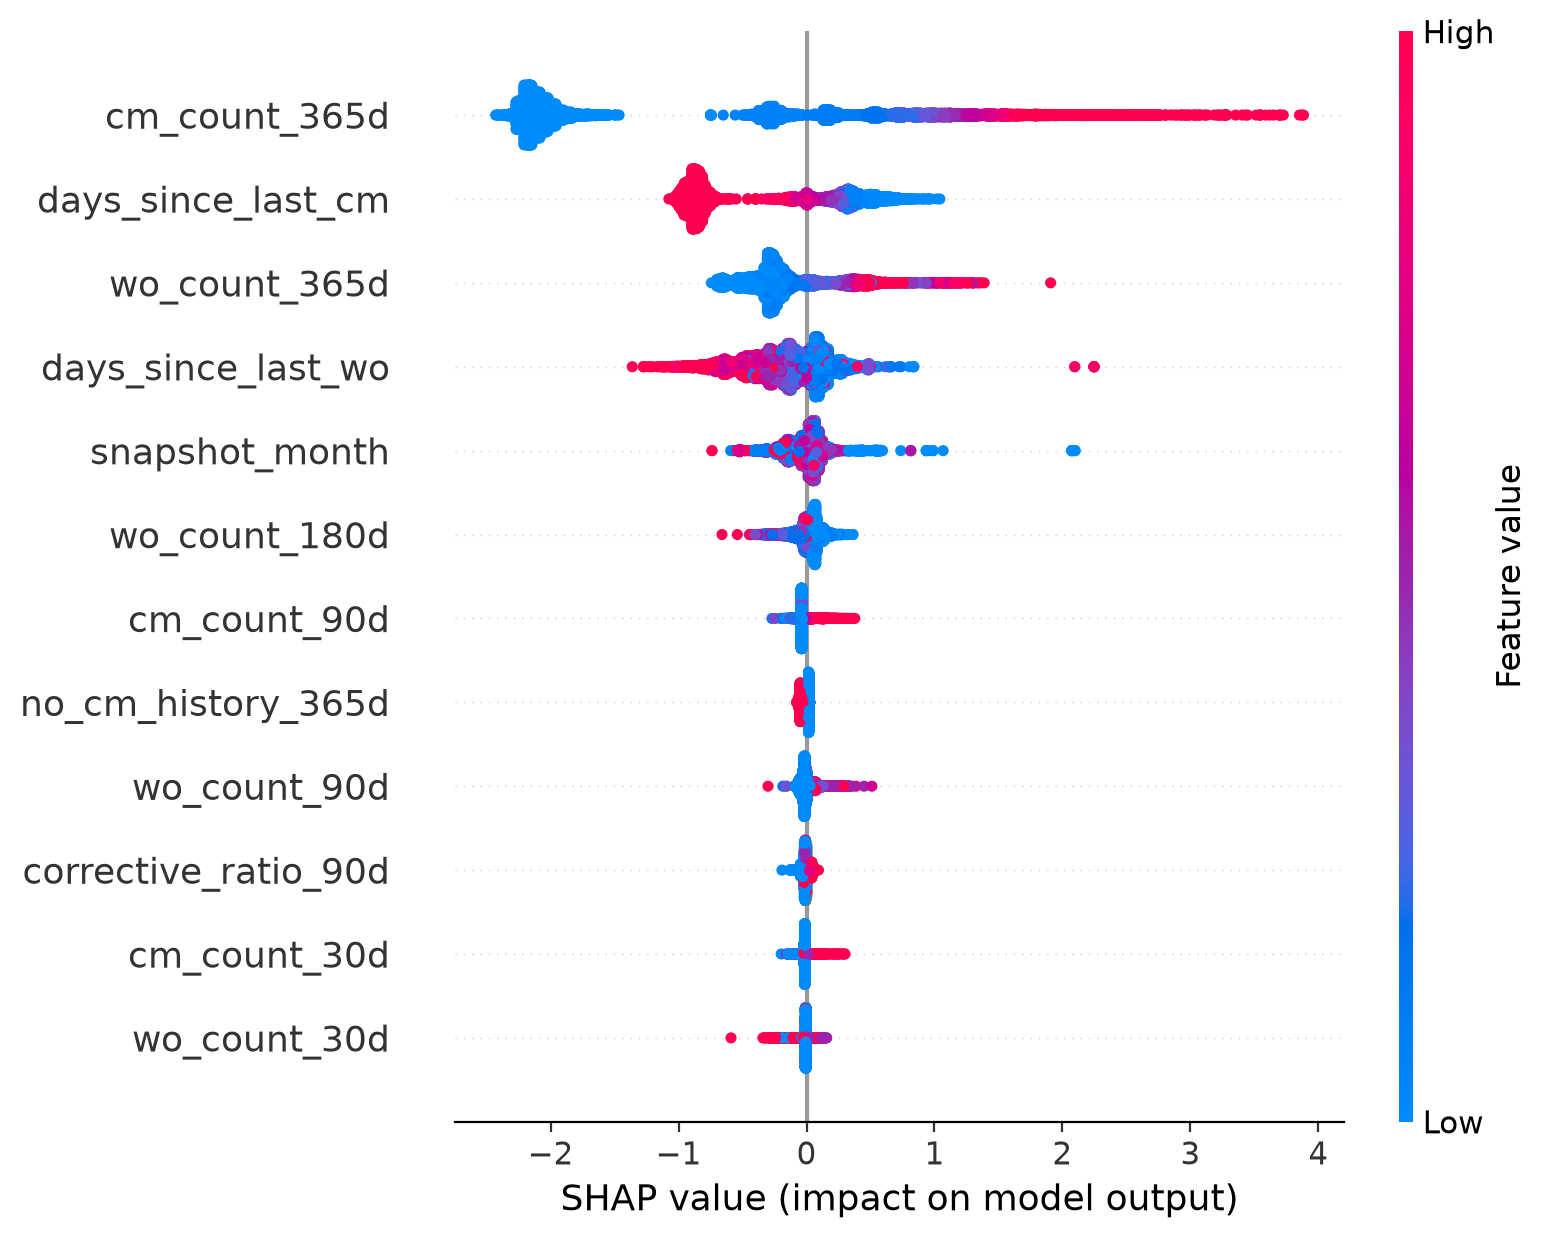 High
cm_count_365d
days_since_last_cm
wo_count_365d
days_since_last_wo
snapshot_month
wo_count_180d
cm_count_90d
no_cm_history_365d
wo_count_90d
corrective_ratio_90d
cm_count_30d
wo_count_30d
Feature value
Low
−2 −1 0 1 2 3 4
SHAP value (impact on model output)